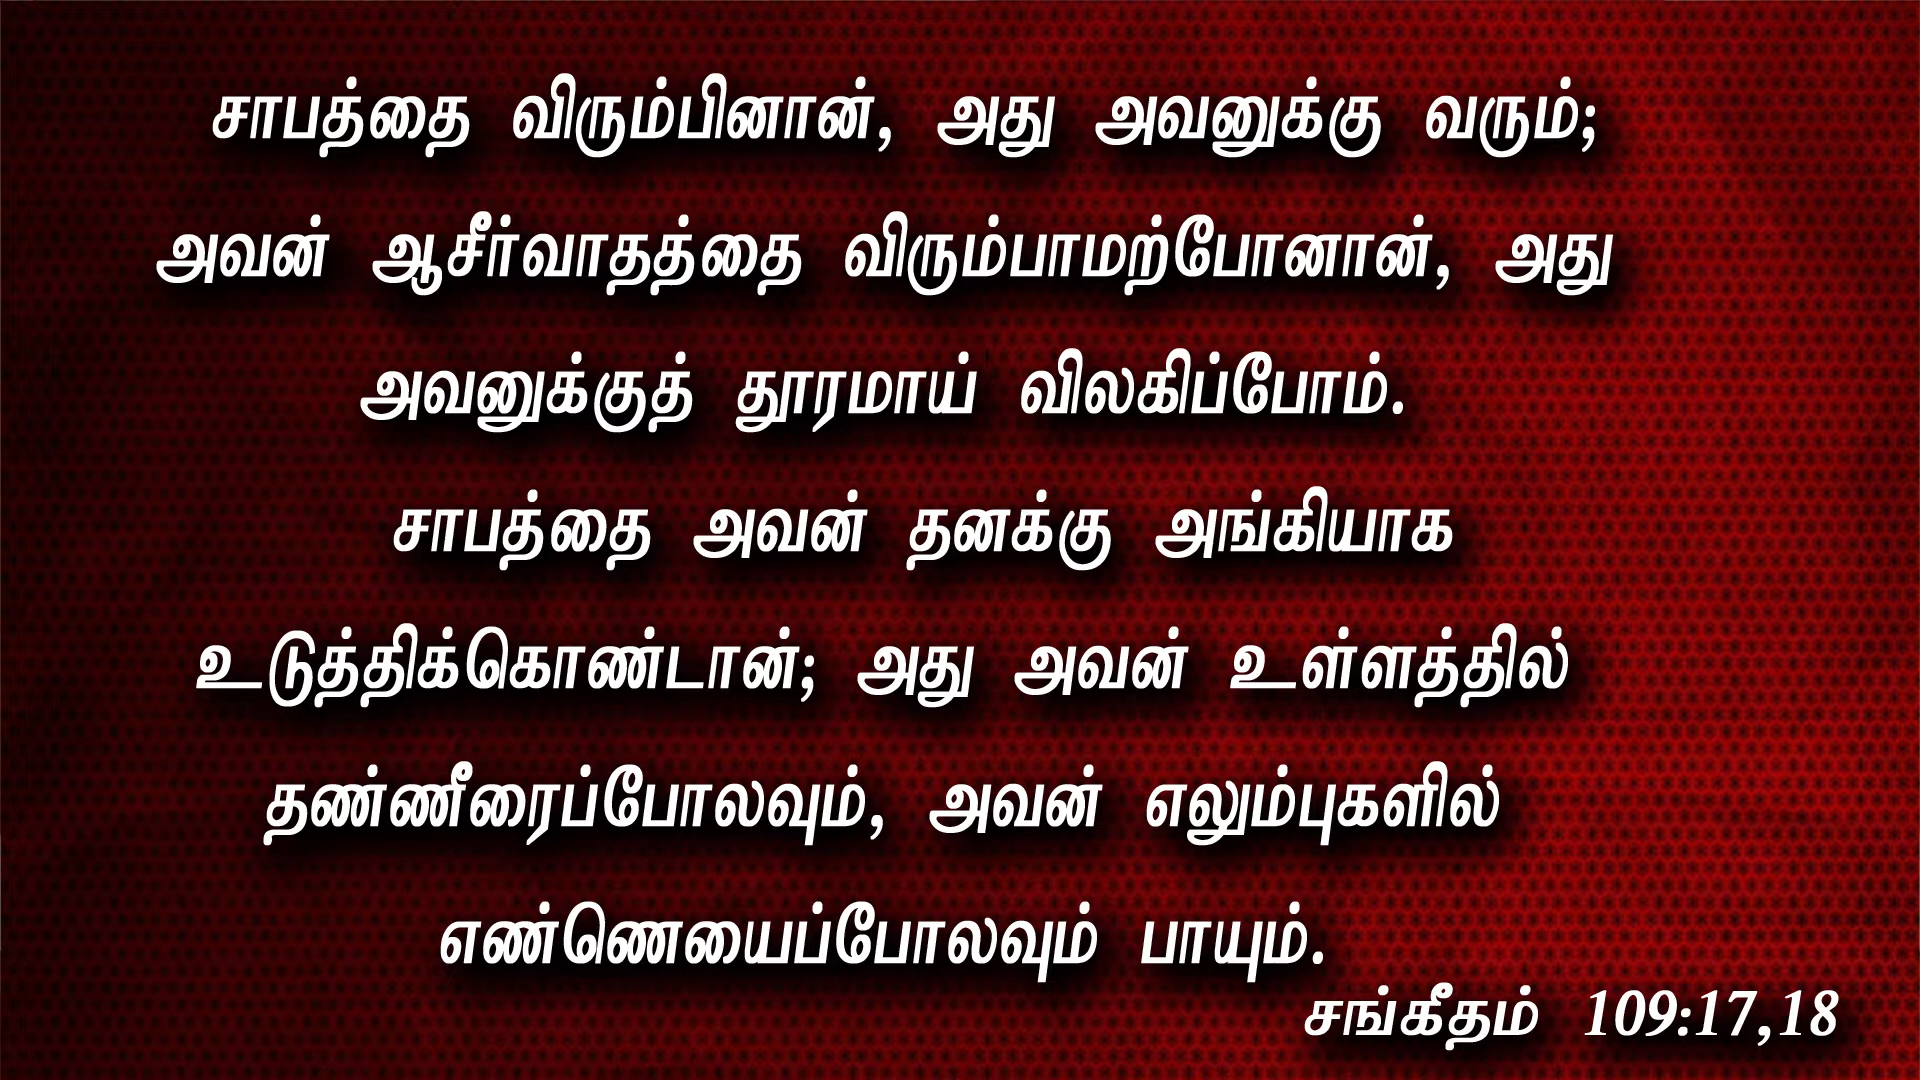 சாபத்தை விரும்பினான், அது அவனுக்கு வரும்;
அவன் ஆசீர்வாதத்தை விரும்பாமற்போனான், அது
அவனுக்குத் தூரமாய் விலகிப்போம்.
சாபத்தை அவன் தனக்கு அங்கியாக
உடுத்திக்கொண்டான்; அது அவன் உள்ளத்தில்
தண்ணீரைப்போலவும், அவன் எலும்புகளில்
எண்ணெயைப்போலவும் பாயும்.
சங்கீதம் 109:17,18